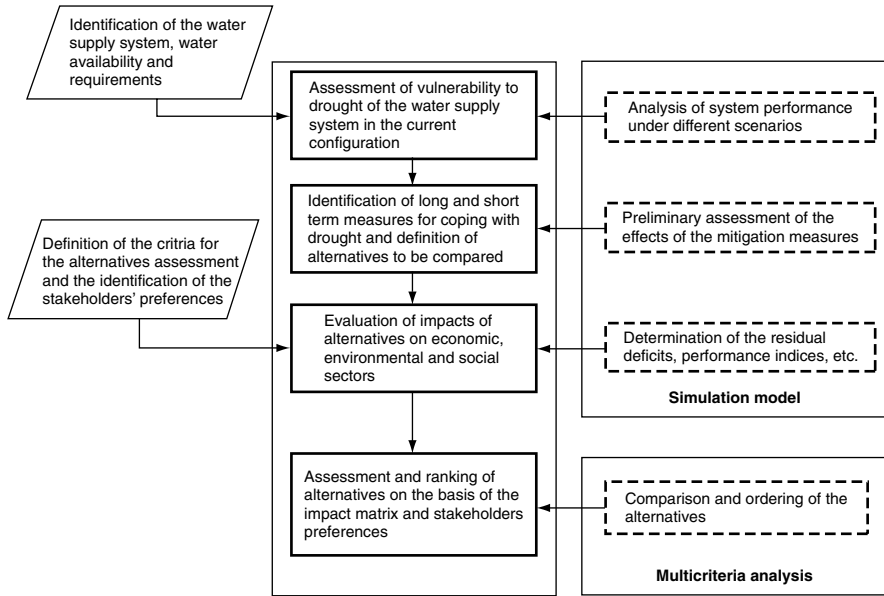 Identification of the water
supply system, water
availability and
requirements
Assessment of vulnerability to
drought of the water supply
system in the current
configuration
Analysis of system performance
under different scenarios
Identification of long and short
term measures for coping with
drought and definition of
alternatives to be compared
Preliminary assessment of the
effects of the mitigation measures
Definition of the critria for
the alternatives assessment
and the identification of the
stakeholders' preferences
Evaluation of impacts of
alternatives on economic,
environmental and social
sectors
Determination of the residual
deficits, performance indices, etc.
Simulation model
Assessment and ranking of
alternatives on the basis of the
impact matrix and stakeholders
preferences
Comparison and ordering of the
alternatives
Multicriteria analysis